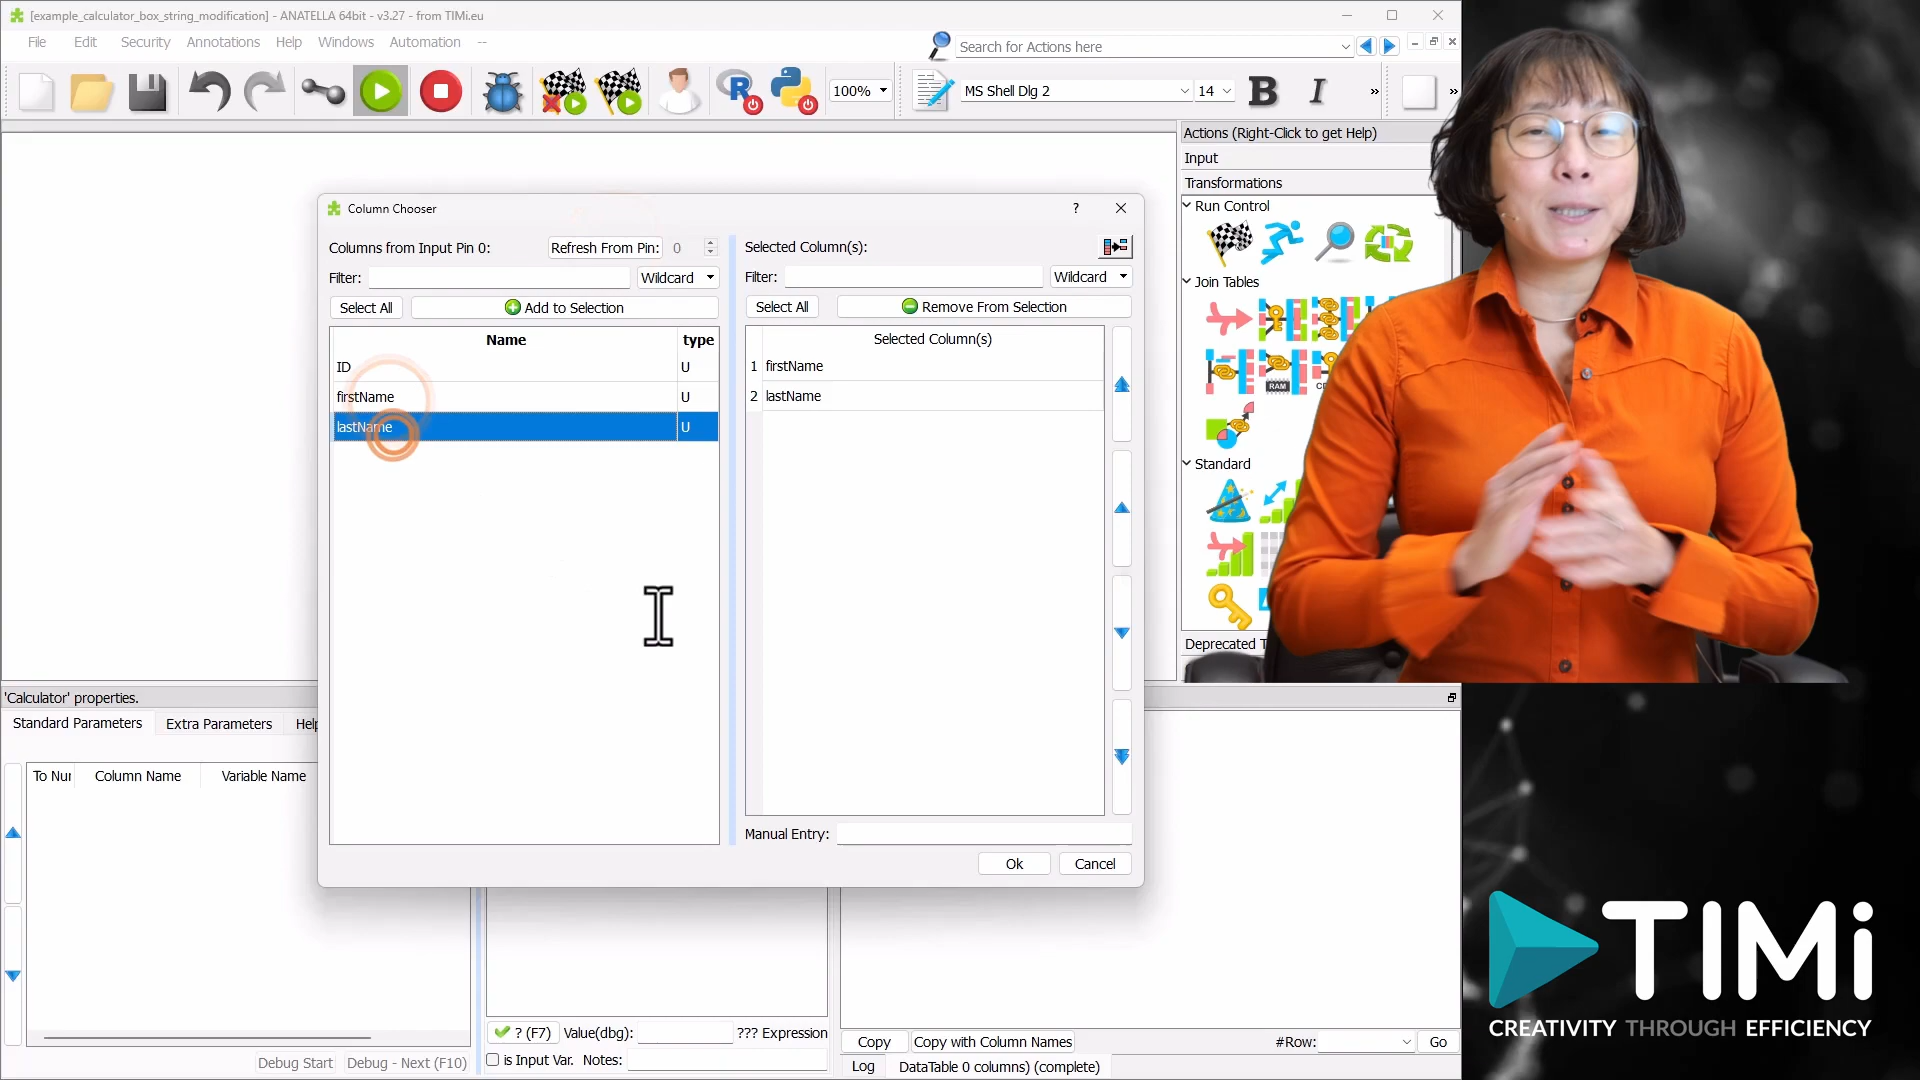 [example_calculator_box_string_modification] - ANATELLA 64bit - v3.27 - from TIMi.eu
File Edit Security Annotations Help Windows Automation --
Search for Actions here
100%
MS Shell Dlg 2
14
B I » »
Actions (Right-Click to get Help)
Input
Transformations
Run Control
Join Tables
RAM
Standard
Deprecated T
Column Chooser
?
Columns from Input Pin 0:
Refresh From Pin: 0
Filter:
Wildcard
Select All
Add to Selection
Name type
ID U
firstName U
lastName U
Selected Column(s):
Filter:
Wildcard
Select All
Remove From Selection
Selected Column(s)
1 firstName
2 lastName
Manual Entry:
Ok Cancel
'Calculator' properties.
Standard Parameters Extra Parameters Help
To Nur Column Name Variable Name
Debug Start Debug - Next (F10)
? (F7) Value(dbg): ??? Expression
is Input Var. Notes:
Copy Copy with Column Names #Row: Go
Log DataTable 0 columns) (complete)
TIMi
CREATIVITY THROUGH EFFICIENCY